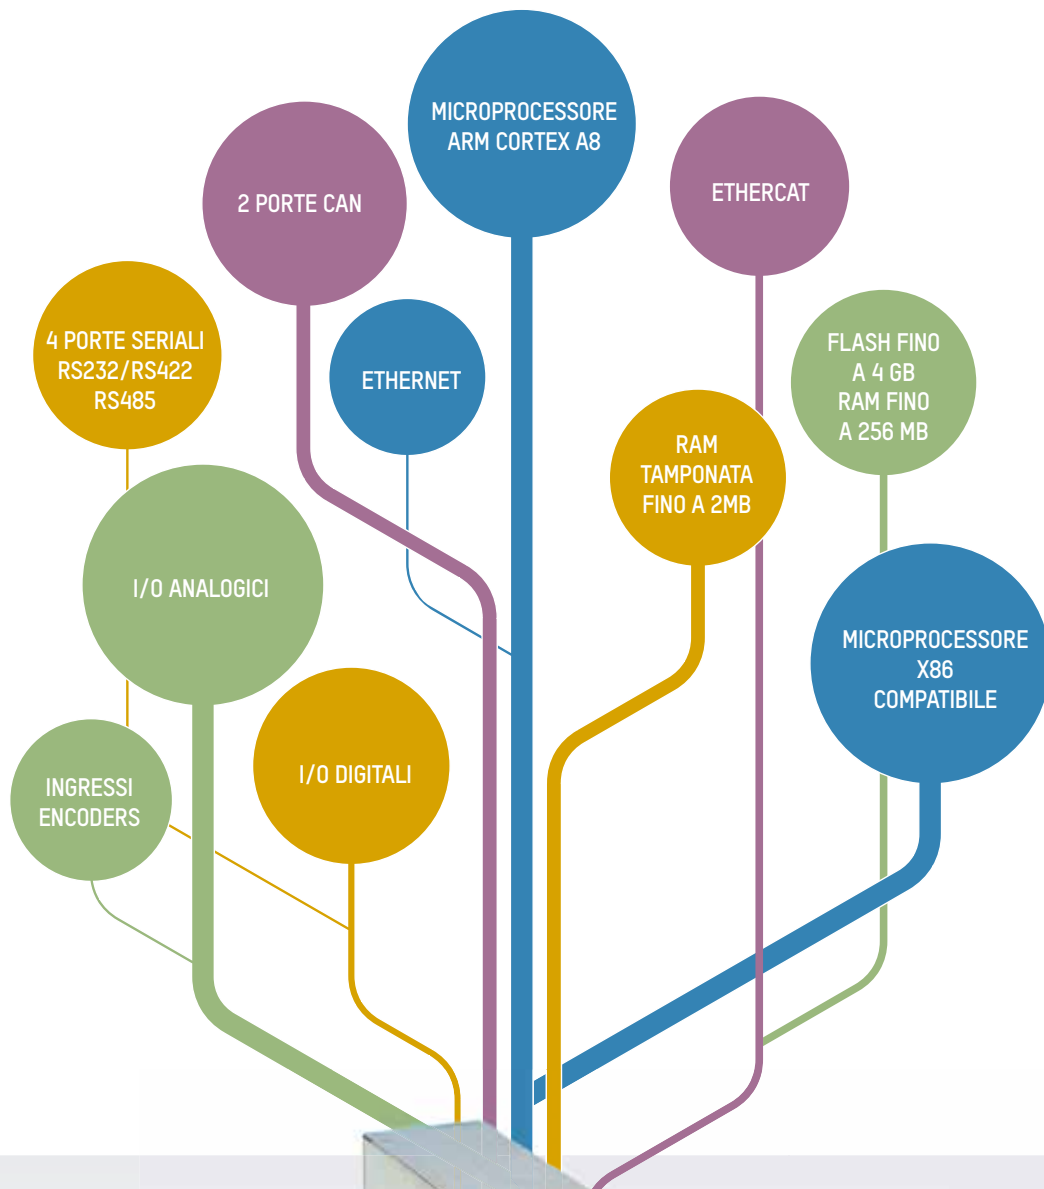 MICROPROCESSORE
ARM CORTEX A8
2 PORTE CAN
ETHERCAT
4 PORTE SERIALI
RS232/RS422
RS485
ETHERNET
FLASH FINO
A 4 GB
RAM FINO
A 256 MB
RAM
TAMPONATA
FINO A 2MB
I/O ANALOGICI
MICROPROCESSORE
X86
COMPATIBILE
I/O DIGITALI
INGRESSI
ENCODERS